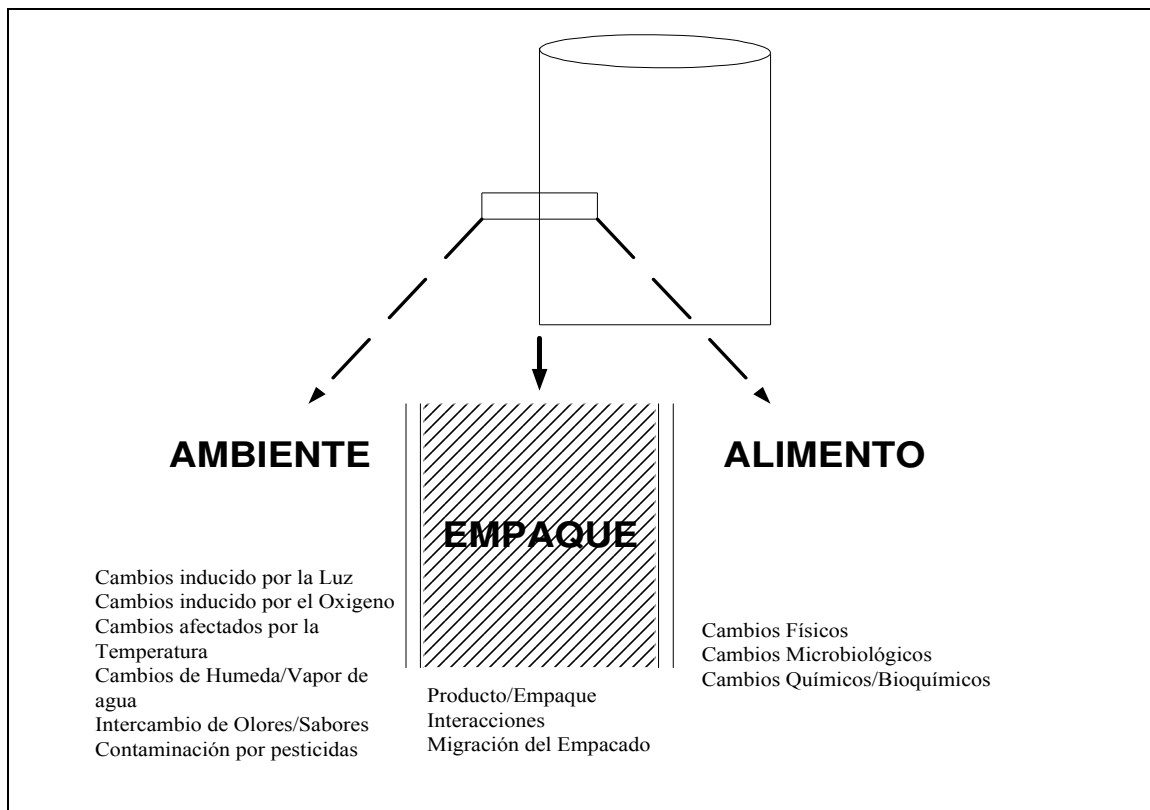 AMBIENTE
EMPAQUE
ALIMENTO
Cambios inducido por la Luz
Cambios inducido por el Oxigeno
Cambios afectados por la
Temperatura
Cambios de Humeda/Vapor de
agua
Intercambio de Olores/Sabores
Contaminación por pesticidas
Producto/Empaque
Interacciones
Migración del Empacado
Cambios Físicos
Cambios Microbiológicos
Cambios Químicos/Bioquímicos